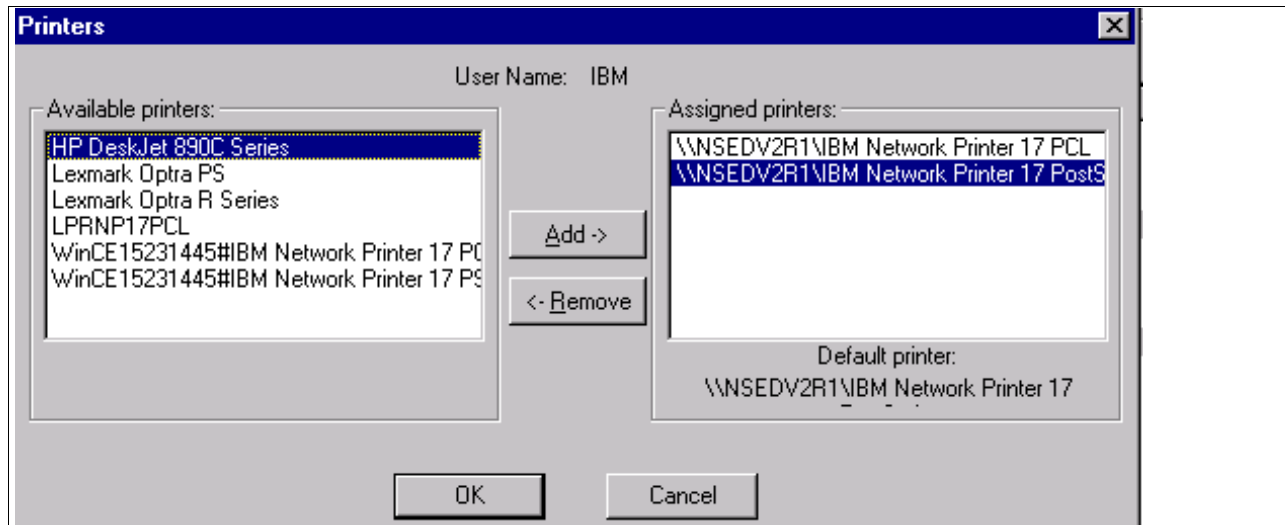 Printers
User Name: IBM
Available printers:
HP DeskJet 890C Series
Lexmark Optra PS
Lexmark Optra R Series
LPRNP17PCL
WinCE15231445#IBM Network Printer 17 PC
WinCE15231445#IBM Network Printer 17 PS
Add ->
<- Remove
Assigned printers:
\\NSEDV2R1\IBM Network Printer 17 PCL
\\NSEDV2R1\IBM Network Printer 17 PostS
Default printer:
\\NSEDV2R1\IBM Network Printer 17
OK
Cancel